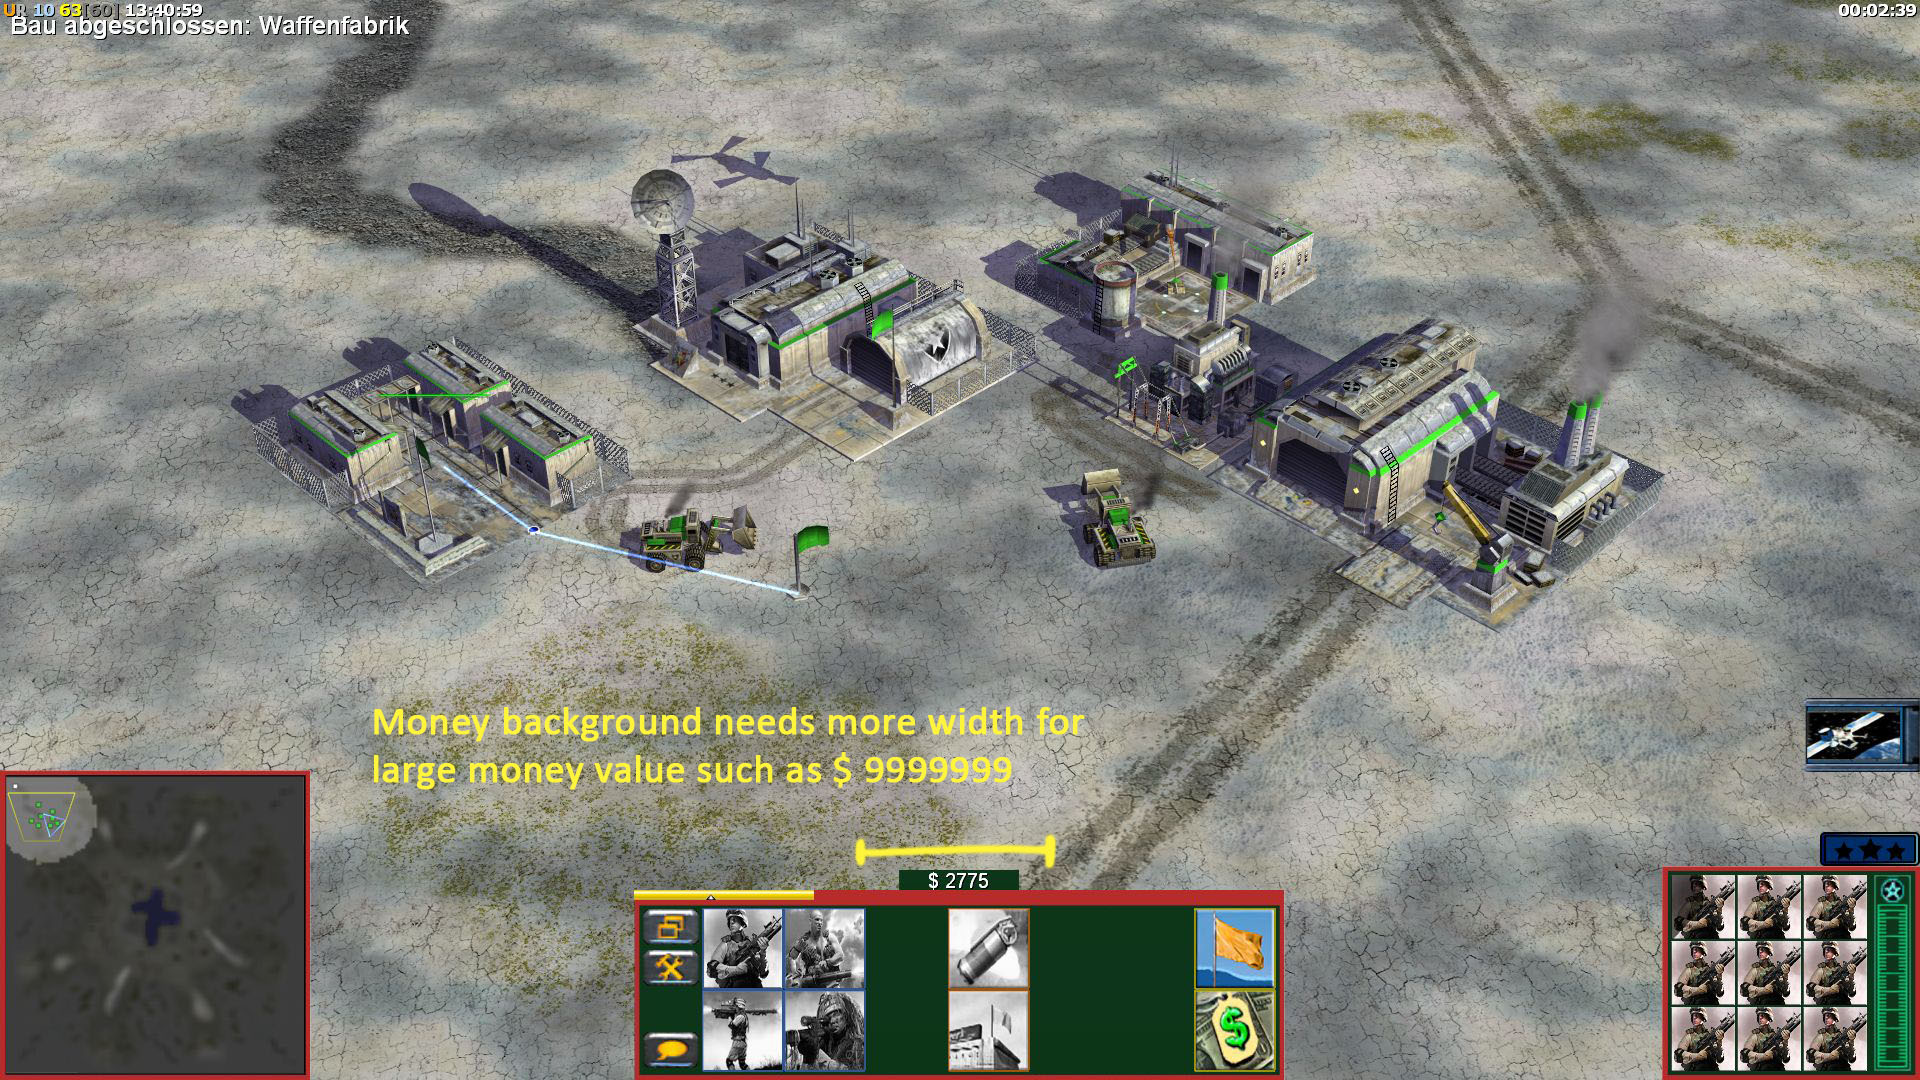 UR 10 63[60] 13:40:59
00:02:39
Bau abgeschlossen: Waffenfabrik
Money background needs more width for
large money value such as $ 9999999
$ 2775